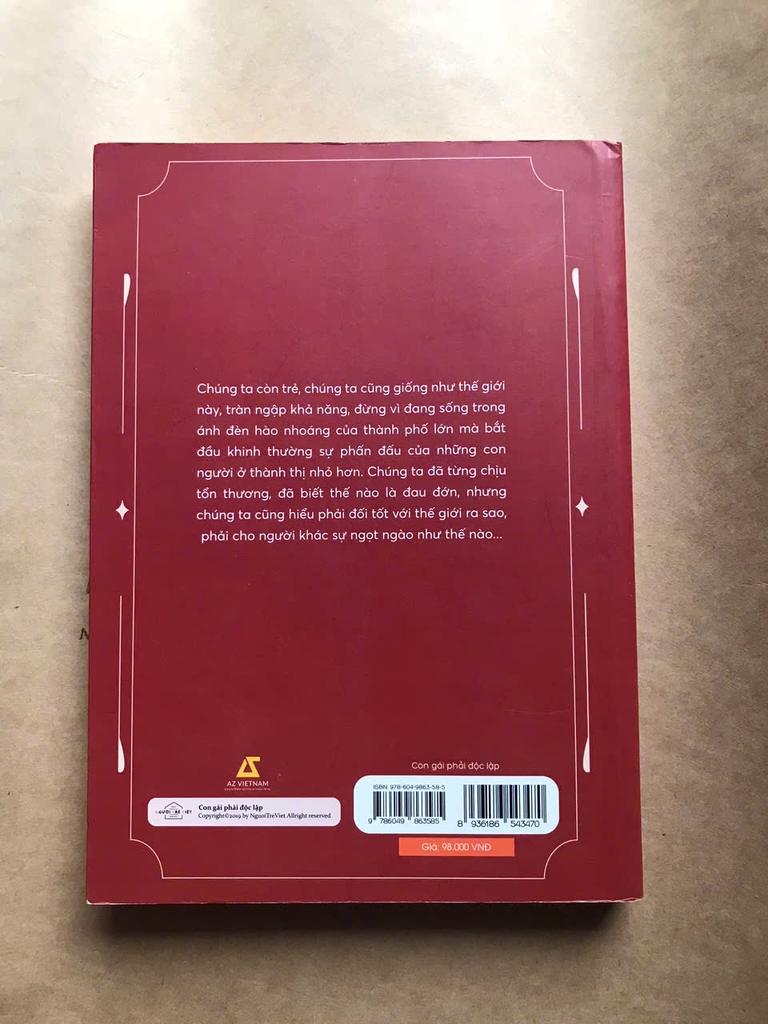 Chúng ta còn trẻ, chúng ta cũng giống như thế giới
này, tràn ngập khả năng, đừng vì đang sống trong
ánh đèn hào nhoáng của thành phố lớn mà bắt
đầu khinh thường sự phấn đấu của những con
người ở thành thị nhỏ hơn. Chúng ta đã từng chịu
tổn thương, đã biết thế nào là đau đớn, nhưng
chúng ta cũng hiểu phải đối tốt với thế giới ra sao,
phải cho người khác sự ngọt ngào như thế nào...
AZ VIETNAM
NGƯỜI TRẺ VIỆT
Con gái phải độc lập
Copyright©2019 by NguoiTreViet Allright reserved
Con gái phải độc lập
ISBN: 978-604-9863-58-5
9 786049 863585
8 936186 543470
Giá: 98.000 VNĐ